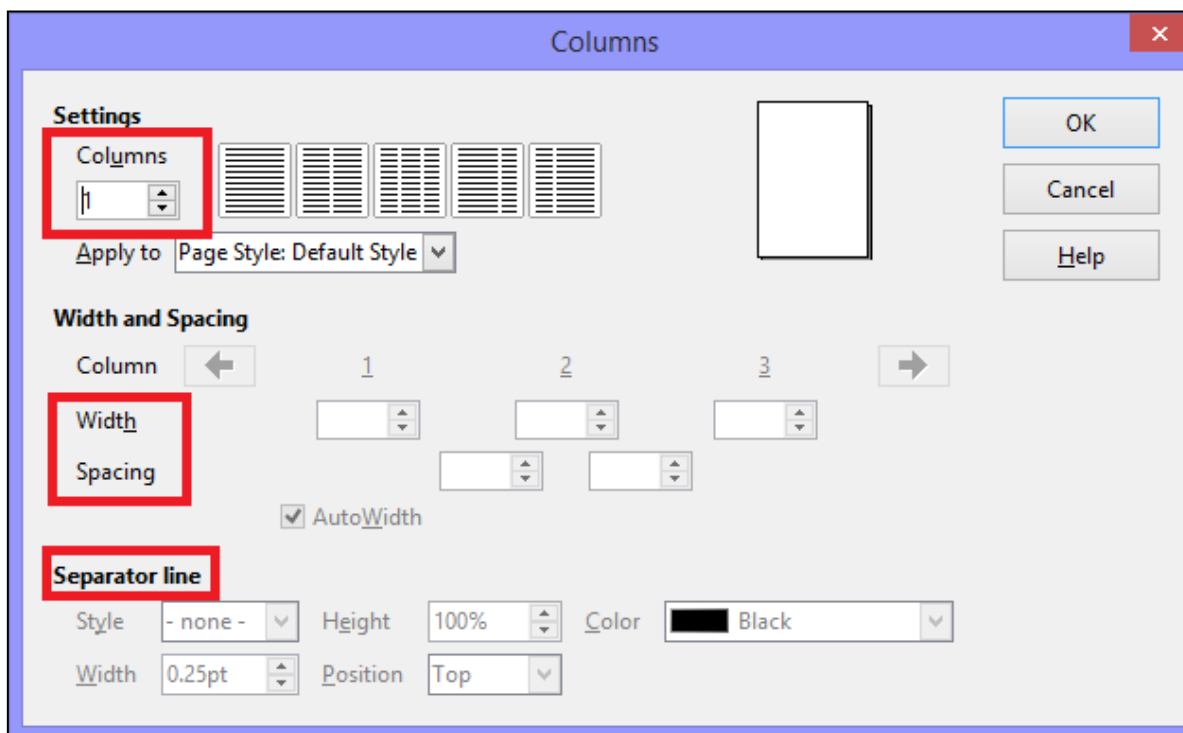 Columns
Settings
Columns
1
Apply to Page Style: Default Style
OK
Cancel
Help
Width and Spacing
Column 1 2 3
Width
Spacing
AutoWidth
Separator line
Style - none - Height 100% Color Black
Width 0.25pt Position Top